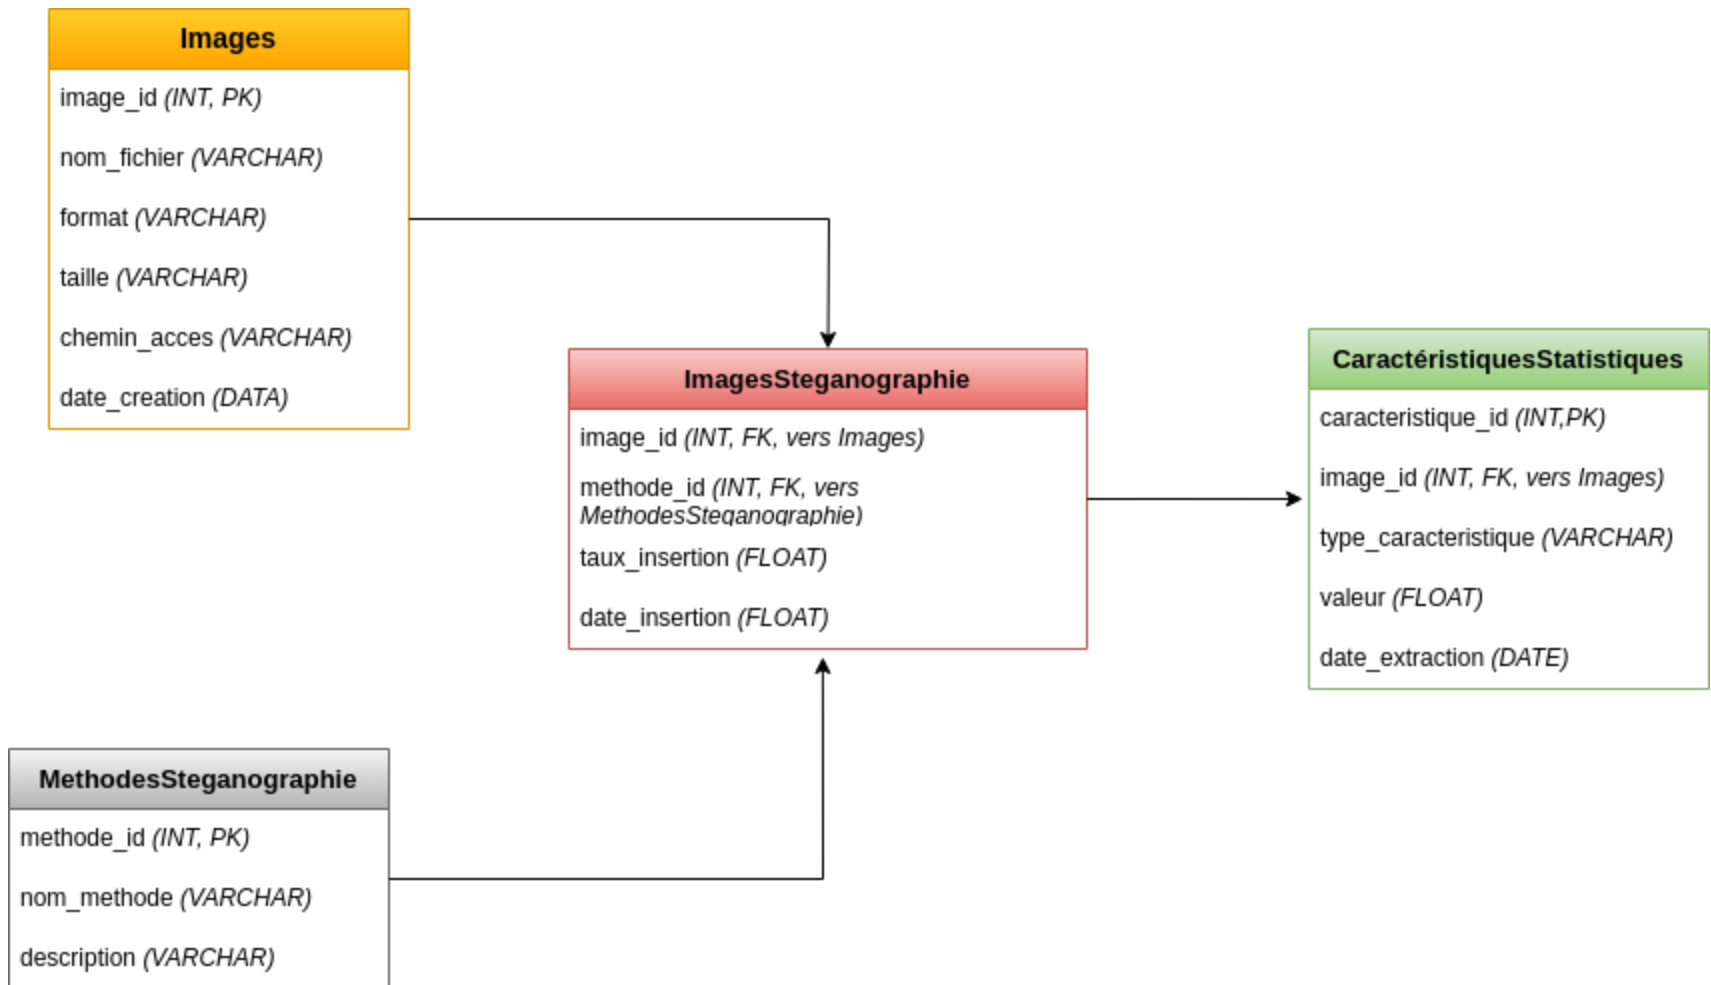 Images
image_id (INT, PK)
nom_fichier (VARCHAR)
format (VARCHAR)
taille (VARCHAR)
chemin_acces (VARCHAR)
date_creation (DATA)
ImagesSteganographie
image_id (INT, FK, vers Images)
methode_id (INT, FK, vers
MethodesSteganographie)
taux_insertion (FLOAT)
date_insertion (FLOAT)
CaractéristiquesStatistiques
caracteristique_id (INT,PK)
image_id (INT, FK, vers Images)
type_caracteristique (VARCHAR)
valeur (FLOAT)
date_extraction (DATE)
MethodesSteganographie
methode_id (INT, PK)
nom_methode (VARCHAR)
description (VARCHAR)